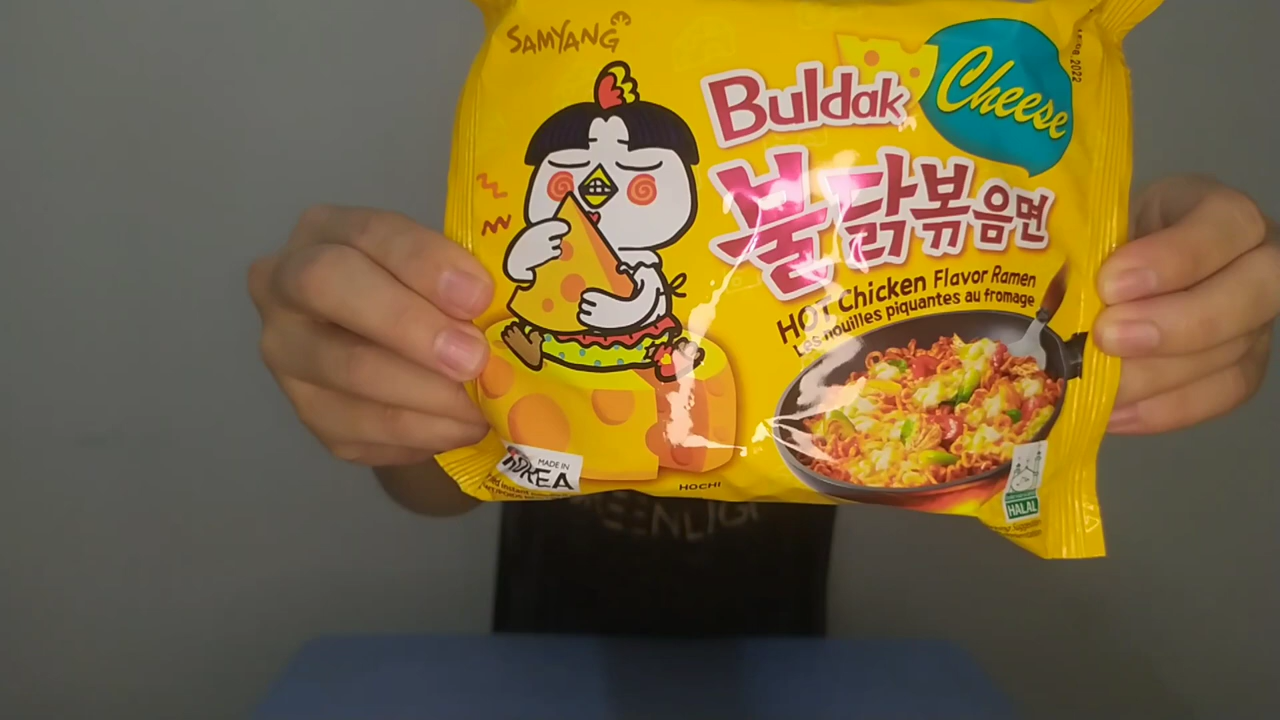 SAMYANG
Buldak
Cheese
불닭볶음면
HOT Chicken Flavor Ramen
Les nouilles piquantes au fromage
MADE IN
KOREA
HOCHI
HALAL
2022